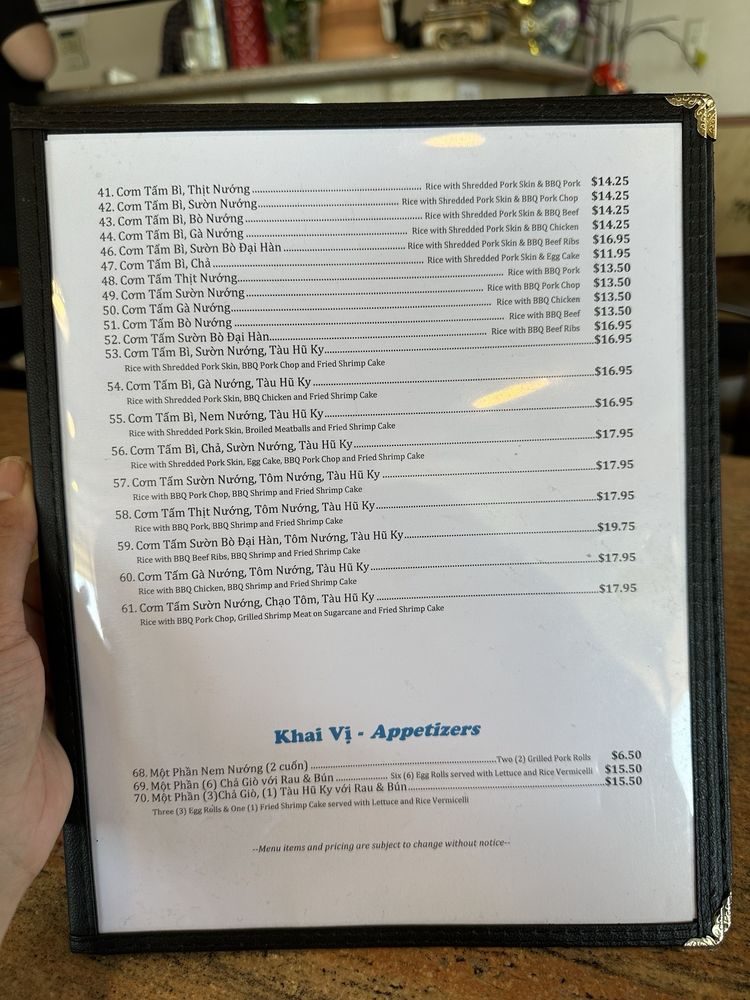 41. Cơm Tấm Bì, Thịt Nướng ... Rice with Shredded Pork Skin & BBQ Pork $14.25
42. Cơm Tấm Bì, Sườn Nướng ... Rice with Shredded Pork Skin & BBQ Pork Chop $14.25
43. Cơm Tấm Bì, Bò Nướng ... Rice with Shredded Pork Skin & BBQ Beef $14.25
44. Cơm Tấm Bì, Gà Nướng ... Rice with Shredded Pork Skin & BBQ Chicken $14.25
46. Cơm Tấm Bì, Sườn Bò Đại Hàn ... Rice with Shredded Pork Skin & BBQ Beef Ribs $16.95
47. Cơm Tấm Bì, Chả ... Rice with Shredded Pork Skin & Egg Cake $11.95
48. Cơm Tấm Thịt Nướng ... Rice with BBQ Pork $13.50
49. Cơm Tấm Sườn Nướng ... Rice with BBQ Pork Chop $13.50
50. Cơm Tấm Gà Nướng ... Rice with BBQ Chicken $13.50
51. Cơm Tấm Bò Nướng ... Rice with BBQ Beef $13.50
52. Cơm Tấm Sườn Bò Đại Hàn ... Rice with BBQ Beef Ribs $16.95
53. Cơm Tấm Bì, Sườn Nướng, Tàu Hũ Ky ... $16.95
Rice with Shredded Pork Skin, BBQ Pork Chop and Fried Shrimp Cake
54. Cơm Tấm Bì, Gà Nướng, Tàu Hũ Ky ... $16.95
Rice with Shredded Pork Skin, BBQ Chicken and Fried Shrimp Cake
55. Cơm Tấm Bì, Nem Nướng, Tàu Hũ Ky ... $16.95
Rice with Shredded Pork Skin, Broiled Meatballs and Fried Shrimp Cake
56. Cơm Tấm Bì, Chả, Sườn Nướng, Tàu Hũ Ky ... $17.95
Rice with Shredded Pork Skin, Egg Cake, BBQ Pork Chop and Fried Shrimp Cake
57. Cơm Tấm Sườn Nướng, Tôm Nướng, Tàu Hũ Ky ... $17.95
Rice with BBQ Pork Chop, BBQ Shrimp and Fried Shrimp Cake
58. Cơm Tấm Thịt Nướng, Tôm Nướng, Tàu Hũ Ky ... $17.95
Rice with BBQ Pork, BBQ Shrimp and Fried Shrimp Cake
59. Cơm Tấm Sườn Bò Đại Hàn, Tôm Nướng, Tàu Hũ Ky ... $19.75
Rice with BBQ Beef Ribs, BBQ Shrimp and Fried Shrimp Cake
60. Cơm Tấm Gà Nướng, Tôm Nướng, Tàu Hũ Ky ... $17.95
Rice with BBQ Chicken, BBQ Shrimp and Fried Shrimp Cake
61. Cơm Tấm Sườn Nướng, Chạo Tôm, Tàu Hũ Ky ... $17.95
Rice with BBQ Pork Chop, Grilled Shrimp Meat on Sugarcane and Fried Shrimp Cake
Khai Vị - Appetizers
68. Một Phần Nem Nướng (2 cuốn) ... Two (2) Grilled Pork Rolls $6.50
69. Một Phần (6) Chả Giò với Rau & Bún ... Six (6) Egg Rolls served with Lettuce and Rice Vermicelli $15.50
70. Một Phần (3)Chả Giò, (1) Tàu Hũ Ky với Rau & Bún ... $15.50
Three (3) Egg Rolls & One (1) Fried Shrimp Cake served with Lettuce and Rice Vermicelli
--Menu items and pricing are subject to change without notice--